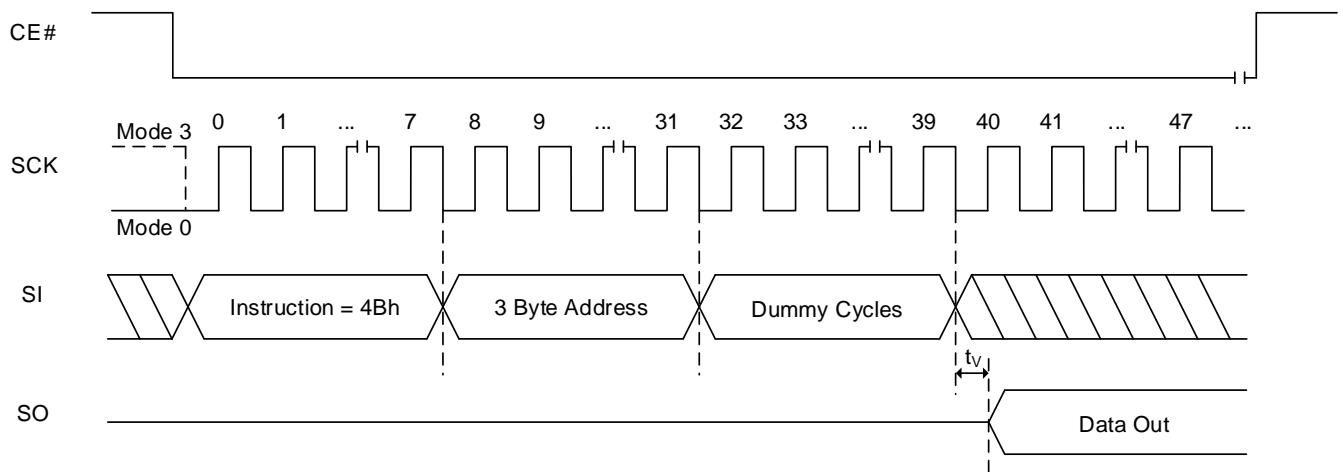 CE#
Mode 3 0 1 ... 7 8 9 ... 31 32 33 ... 39 40 41 ... 47 ...
SCK
Mode 0
SI Instruction = 4Bh 3 Byte Address Dummy Cycles
tV
SO Data Out